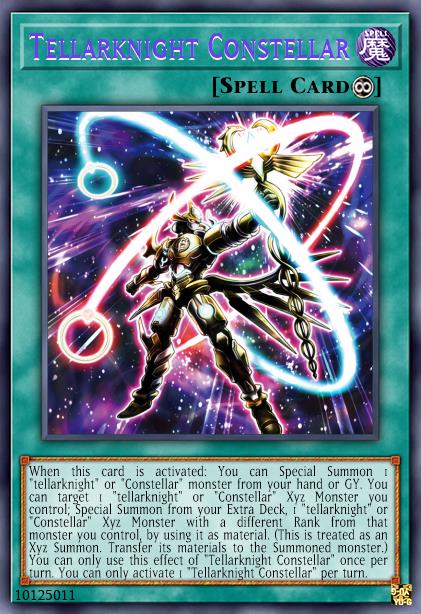 TELLARKNIGHT CONSTELLAR
SPELL
魔
[SPELL CARD]
When this card is activated: You can Special Summon 1
"tellarknight" or "Constellar" monster from your hand or GY. You
can target 1 "tellarknight" or "Constellar" Xyz Monster you
control; Special Summon from your Extra Deck, 1 "tellarknight" or
"Constellar" Xyz Monster with a different Rank from that
monster you control, by using it as material. (This is treated as an
Xyz Summon. Transfer its materials to the Summoned monster.)
You can only use this effect of "Tellarknight Constellar" once per
turn. You can only activate 1 "Tellarknight Constellar" per turn.
10125011